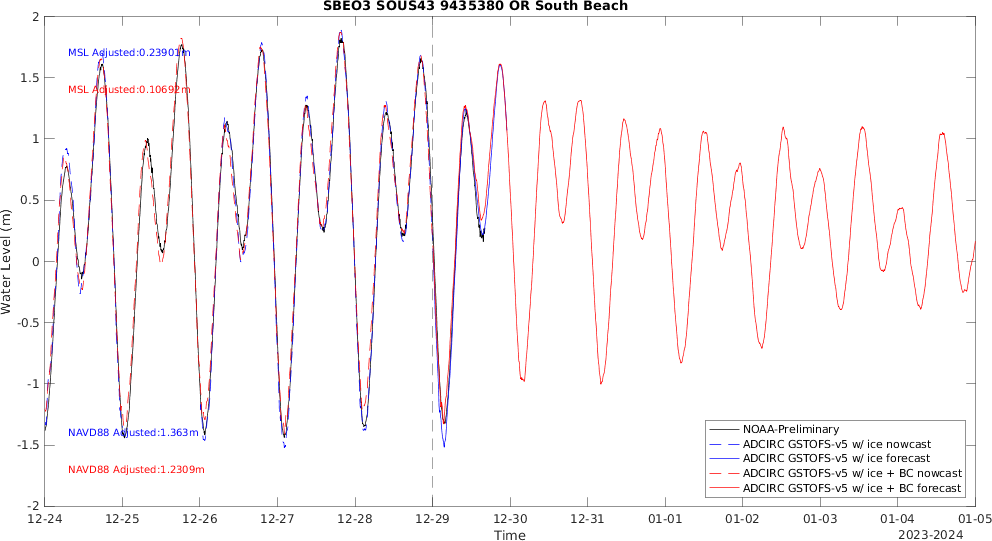 SBEO3 SOUS43 9435380 OR South Beach
MSL Adjusted:0.23901m
MSL Adjusted:0.10692m
NAVD88 Adjusted:1.363m
NAVD88 Adjusted:1.2309m
Water Level (m)
2
1.5
1
0.5
0
-0.5
-1
-1.5
-2
12-24
12-25
12-26
12-27
12-28
12-29
12-30
12-31
01-01
01-02
01-03
01-04
01-05
Time
2023-2024
NOAA-Preliminary
ADCIRC GSTOFS-v5 w/ ice nowcast
ADCIRC GSTOFS-v5 w/ ice forecast
ADCIRC GSTOFS-v5 w/ ice + BC nowcast
ADCIRC GSTOFS-v5 w/ ice + BC forecast